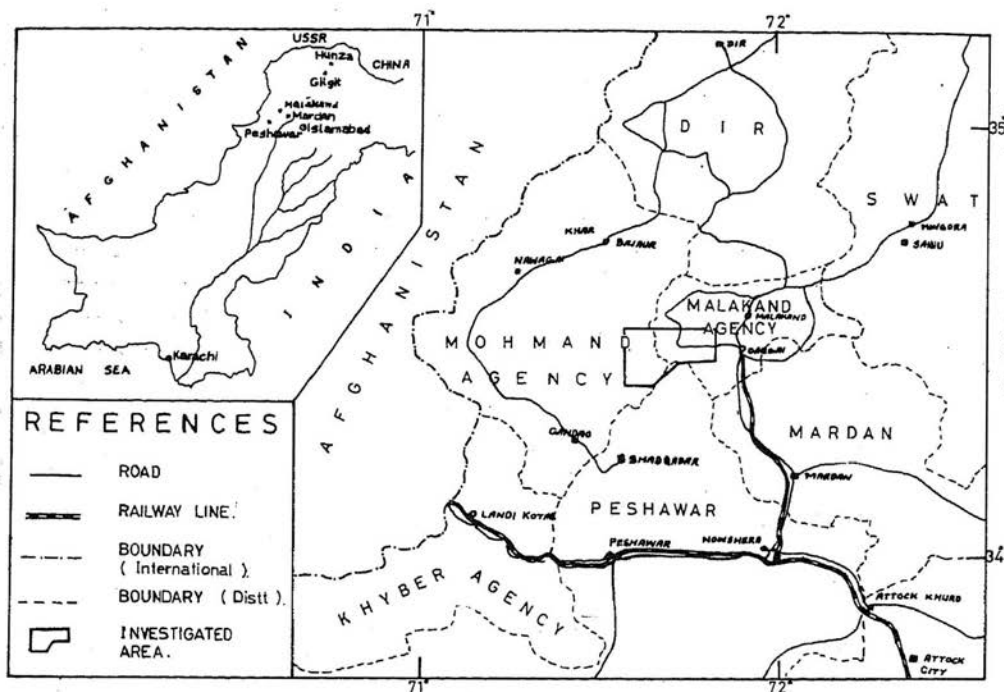 71°
72°
USSR
Hunza
CHINA
Gilgit
Malakand
Mardan
Islamabad
Peshawar
AFGHANISTAN
INDIA
Karachi
ARABIAN SEA
REFERENCES
ROAD
RAILWAY LINE.
BOUNDARY
( International ).
BOUNDARY ( Distt ).
INVESTIGATED
AREA.
AFGHANISTAN
DIR
DIR
35°
SWAT
MINGORA
SAIDU
KHAR
BAJAUR
NAWAGAI
MALAKAND
MALAKAND
AGENCY
DARGAI
MOHMAND
AGENCY
GANDAO
SHABQADAR
MARDAN
MARDAN
PESHAWAR
LANDI KOTAL
PESHAWAR
NOWSHERA
34°
KHYBER AGENCY
ATTOCK KHURD
ATTOCK
CITY
71°
72°